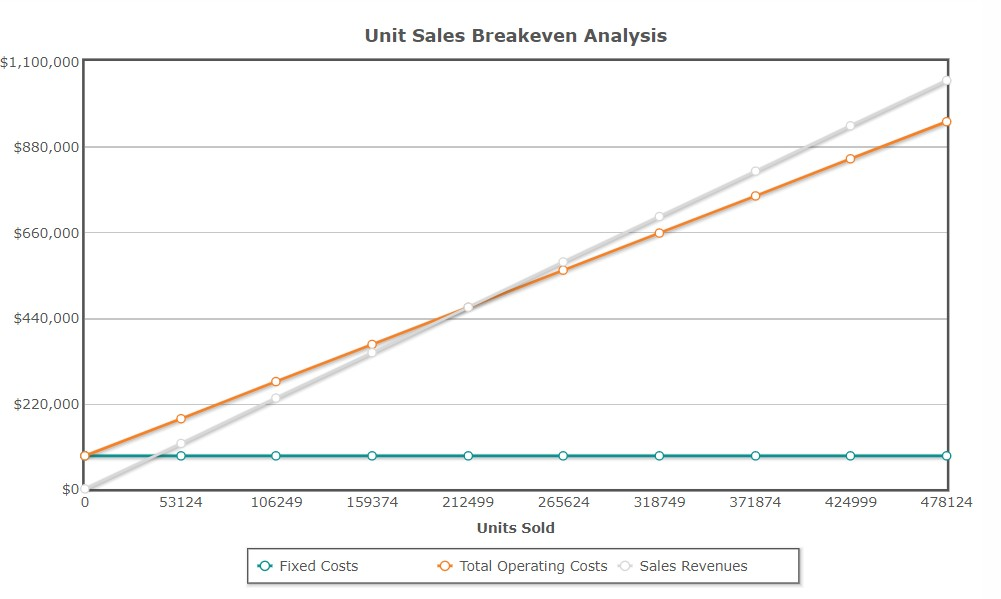 Unit Sales Breakeven Analysis
$1,100,000
$880,000
$660,000
$440,000
$220,000
$0
0 53124 106249 159374 212499 265624 318749 371874 424999 478124
Units Sold
Fixed Costs Total Operating Costs Sales Revenues